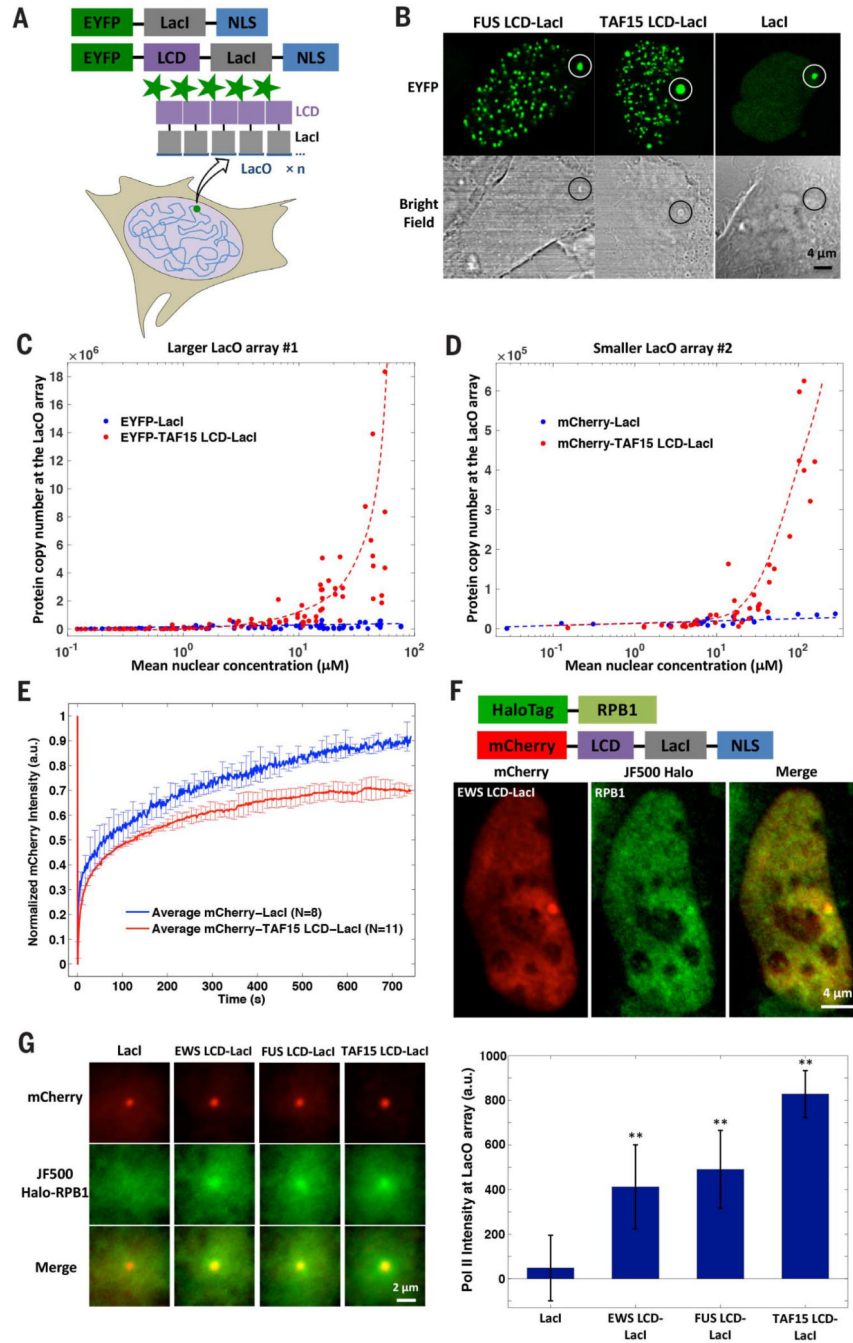 A
EYFP LacI NLS
EYFP LCD LacI NLS
LCD
LacI
...
LacO × n
B
FUS LCD-LacI TAF15 LCD-LacI LacI
EYFP
Bright
Field
4 μm
C
Larger LacO array #1
×10⁶
18
16
14
12
10
8
6
4
2
0
Protein copy number at the LacO array
EYFP-LacI
EYFP-TAF15 LCD-LacI
10⁻¹ 10⁰ 10¹ 10²
Mean nuclear concentration (μM)
D
Smaller LacO array #2
×10⁵
6
5
4
3
2
1
0
Protein copy number at the LacO array
mCherry-LacI
mCherry-TAF15 LCD-LacI
10⁻¹ 10⁰ 10¹ 10²
Mean nuclear concentration (μM)
E
1
0.9
0.8
0.7
0.6
0.5
0.4
0.3
0.2
0.1
0
Normalized mCherry Intensity (a.u.)
Average mCherry–LacI (N=8)
Average mCherry–TAF15 LCD–LacI (N=11)
0 100 200 300 400 500 600 700
Time (s)
F
HaloTag RPB1
mCherry LCD LacI NLS
mCherry JF500 Halo Merge
EWS LCD-LacI RPB1
4 μm
G
LacI EWS LCD-LacI FUS LCD-LacI TAF15 LCD-LacI
mCherry
JF500
Halo-RPB1
Merge
2 μm
1000
800
600
400
200
0
Pol II Intensity at LacO array (a.u.)
**
**
**
LacI EWS LCD- FUS LCD- TAF15 LCD-
LacI LacI LacI